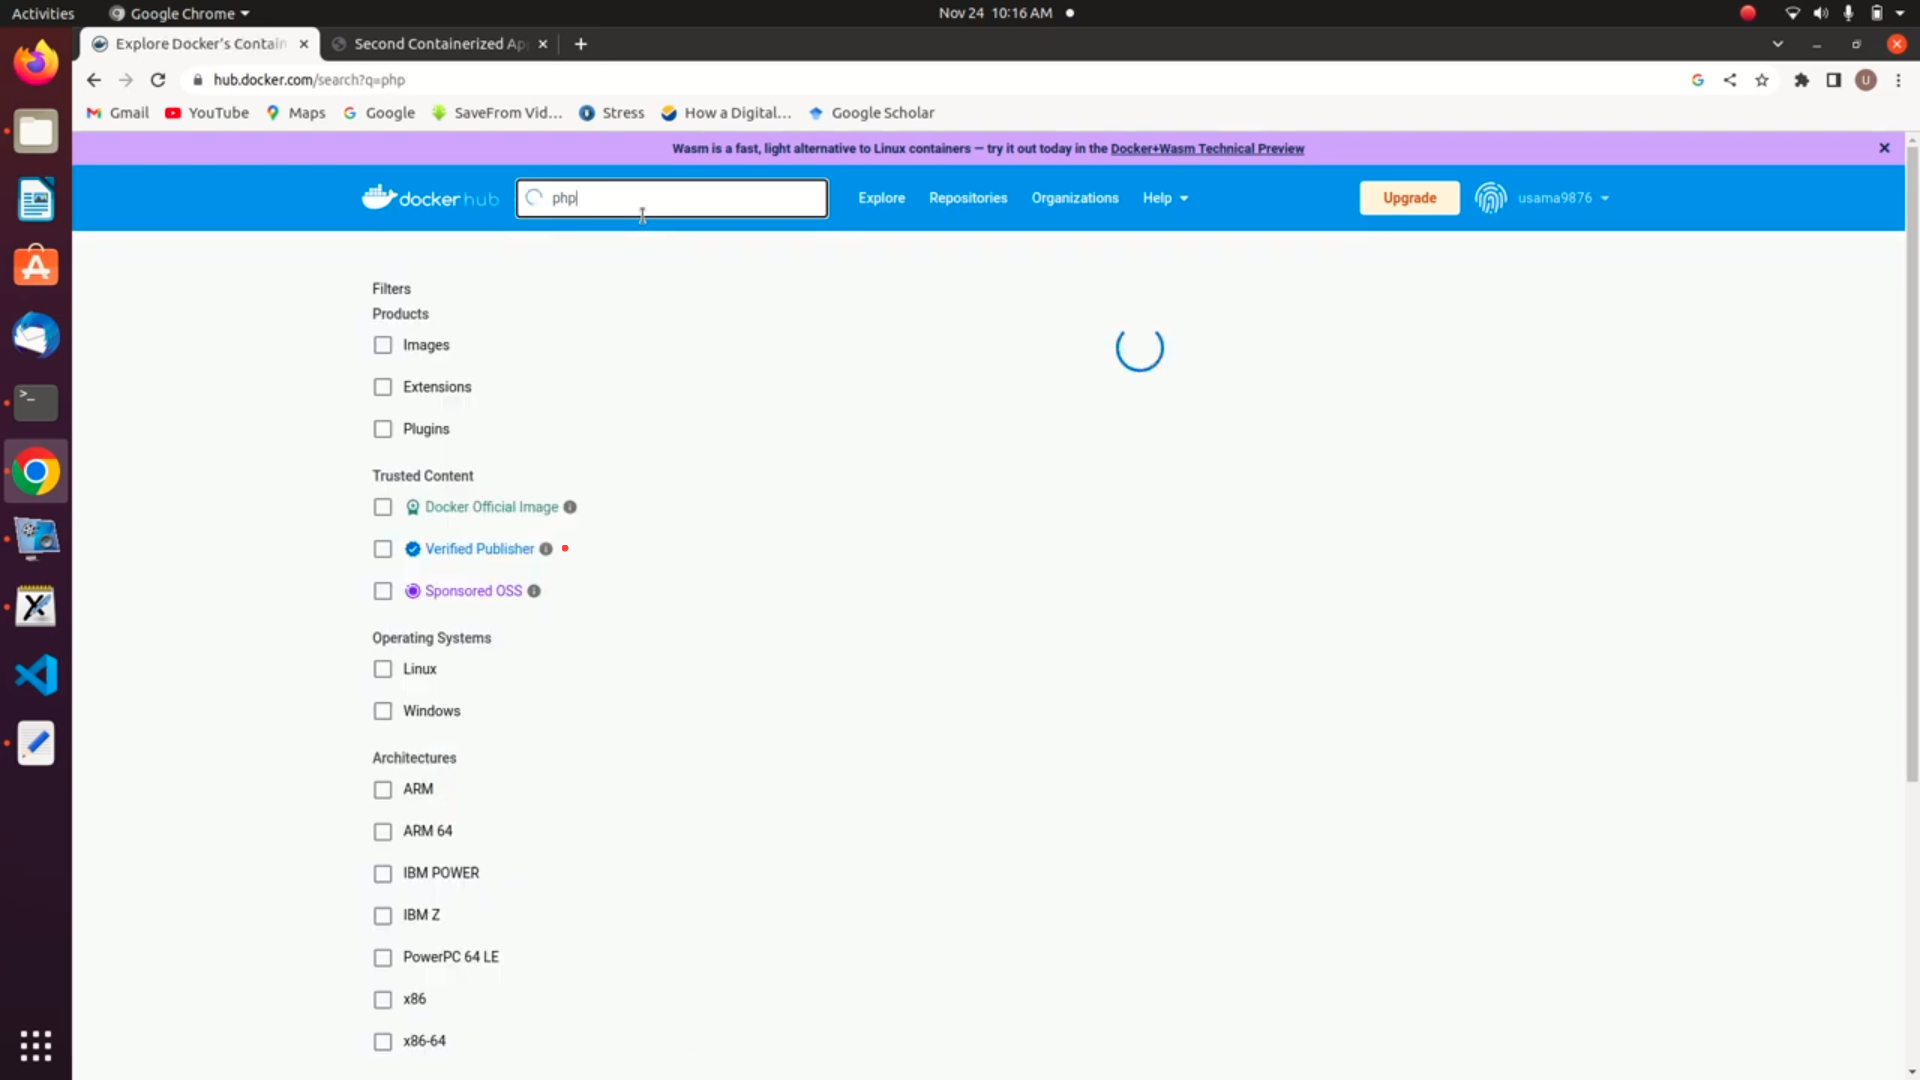 Activities Google Chrome Nov 24 10:16 AM
Explore Docker's Contain Second Containerized Ap
hub.docker.com/search?q=php U
Gmail YouTube Maps Google SaveFrom Vid... Stress How a Digital... Google Scholar
Wasm is a fast, light alternative to Linux containers — try it out today in the Docker+Wasm Technical Preview
docker hub php Explore Repositories Organizations Help Upgrade usama9876
Filters
Products
Images
Extensions
Plugins
Trusted Content
Docker Official Image
Verified Publisher
Sponsored OSS
Operating Systems
Linux
Windows
Architectures
ARM
ARM 64
IBM POWER
IBM Z
PowerPC 64 LE
x86
x86-64